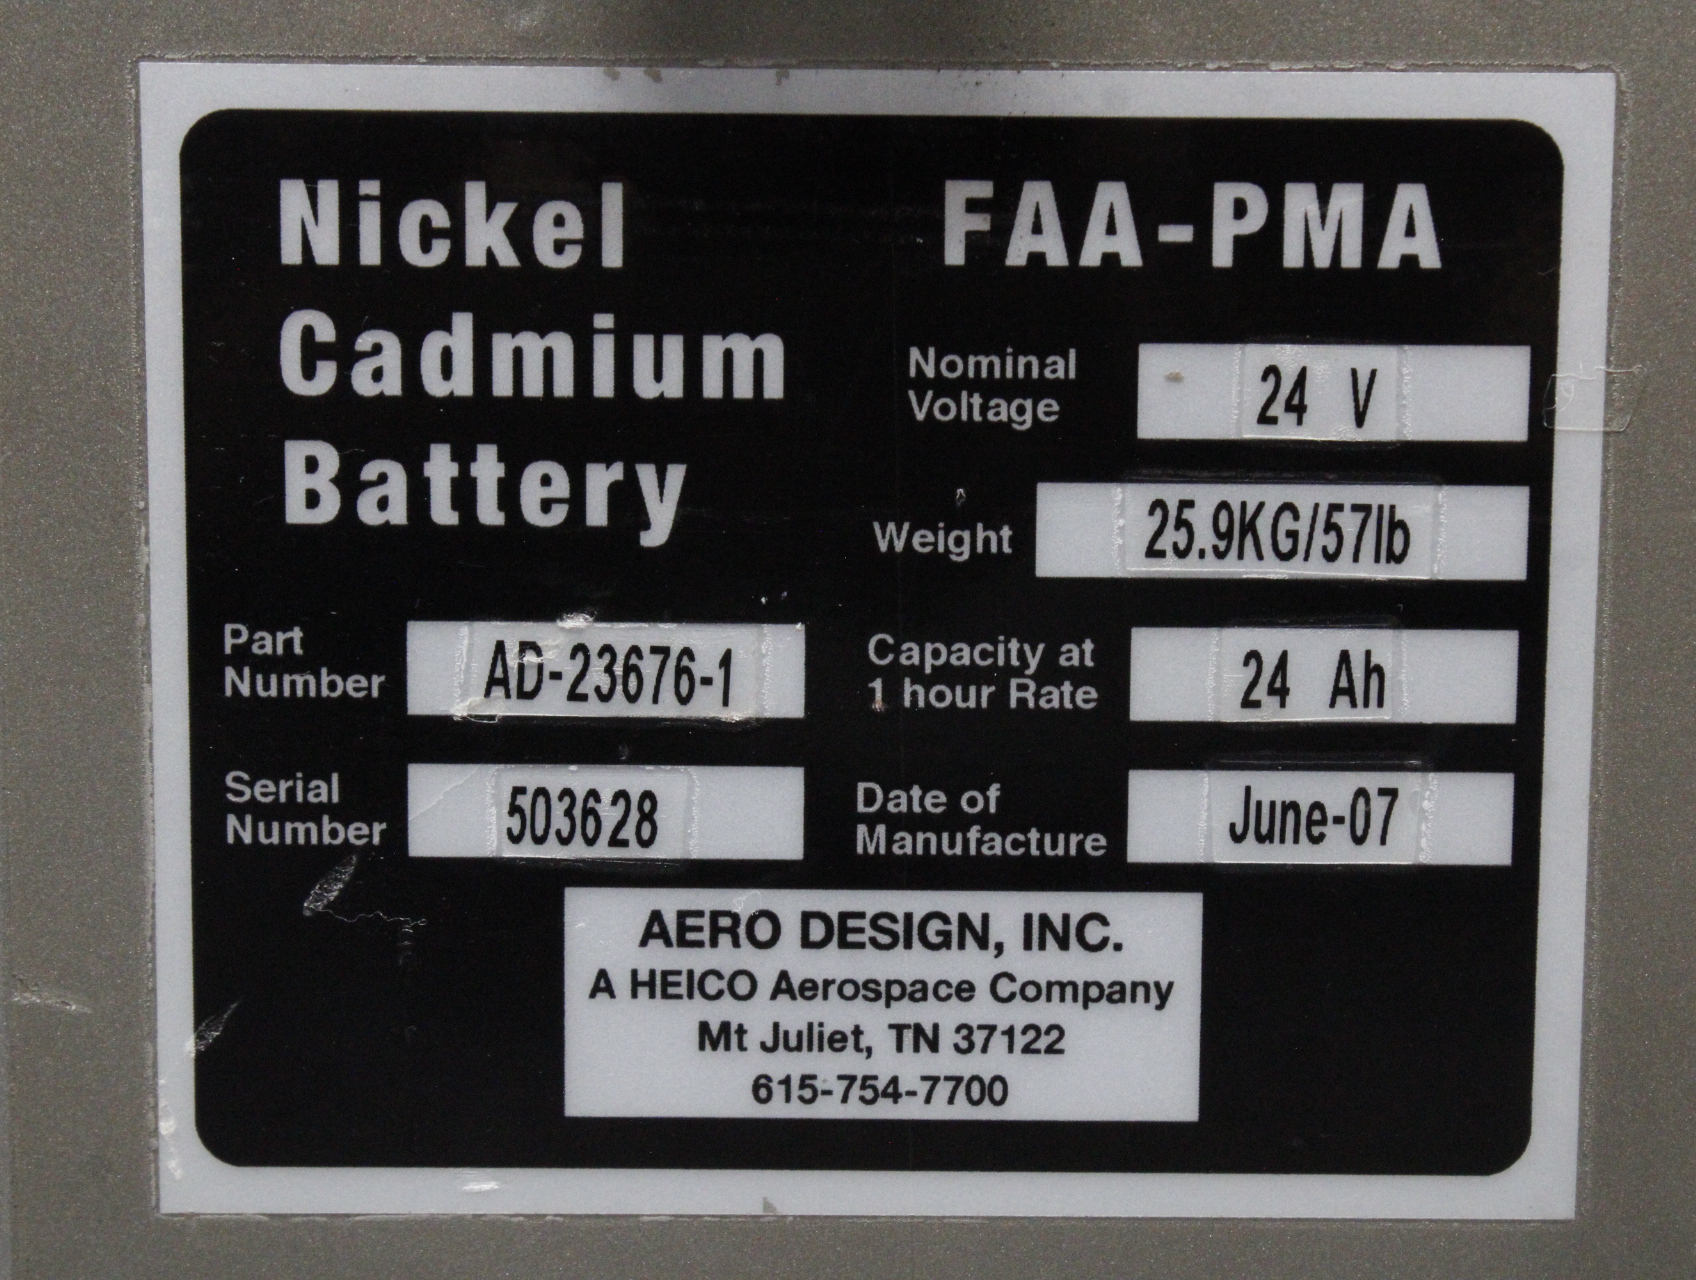 Nickel
Cadmium
Battery
FAA-PMA
Nominal
Voltage
24 V
Weight
25.9KG/57lb
Part
Number
AD-23676-1
Capacity at
1 hour Rate
24 Ah
Serial
Number
503628
Date of
Manufacture
June-07
AERO DESIGN, INC.
A HEICO Aerospace Company
Mt Juliet, TN 37122
615-754-7700